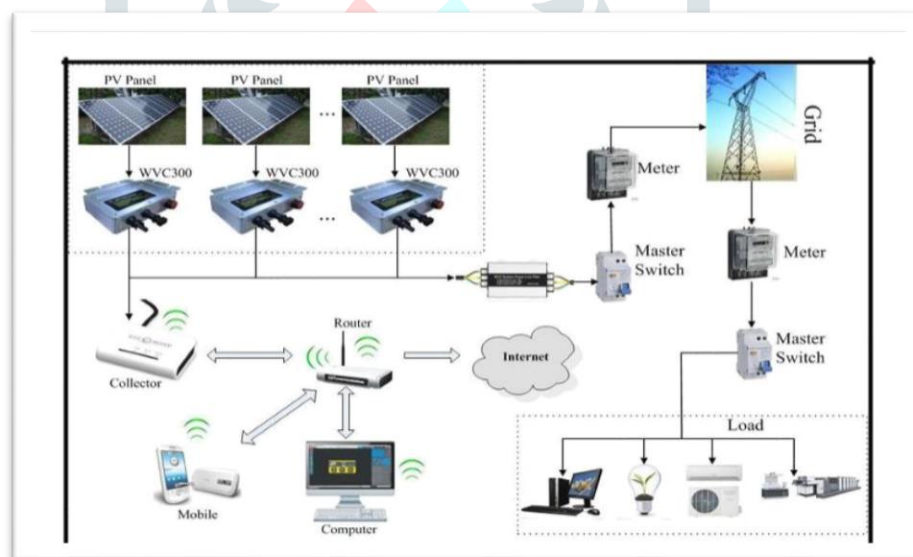 PV Panel
PV Panel
PV Panel
...
WVC300
WVC300
WVC300
...
Grid
Meter
Meter
Master
Switch
Master
Switch
Router
Internet
Collector
Load
Mobile
Computer